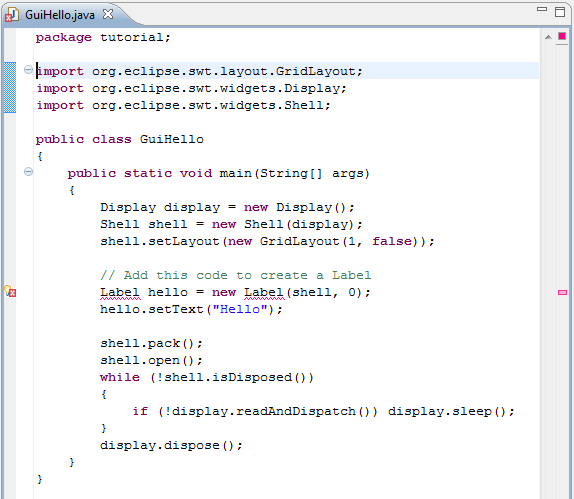 GuiHello.java
package tutorial;
import org.eclipse.swt.layout.GridLayout;
import org.eclipse.swt.widgets.Display;
import org.eclipse.swt.widgets.Shell;
public class GuiHello
{
    public static void main(String[] args)
    {
        Display display = new Display();
        Shell shell = new Shell(display);
        shell.setLayout(new GridLayout(1, false));
        // Add this code to create a Label
        Label hello = new Label(shell, 0);
        hello.setText("Hello");
        shell.pack();
        shell.open();
        while (!shell.isDisposed())
        {
            if (!display.readAndDispatch()) display.sleep();
        }
        display.dispose();
    }
}